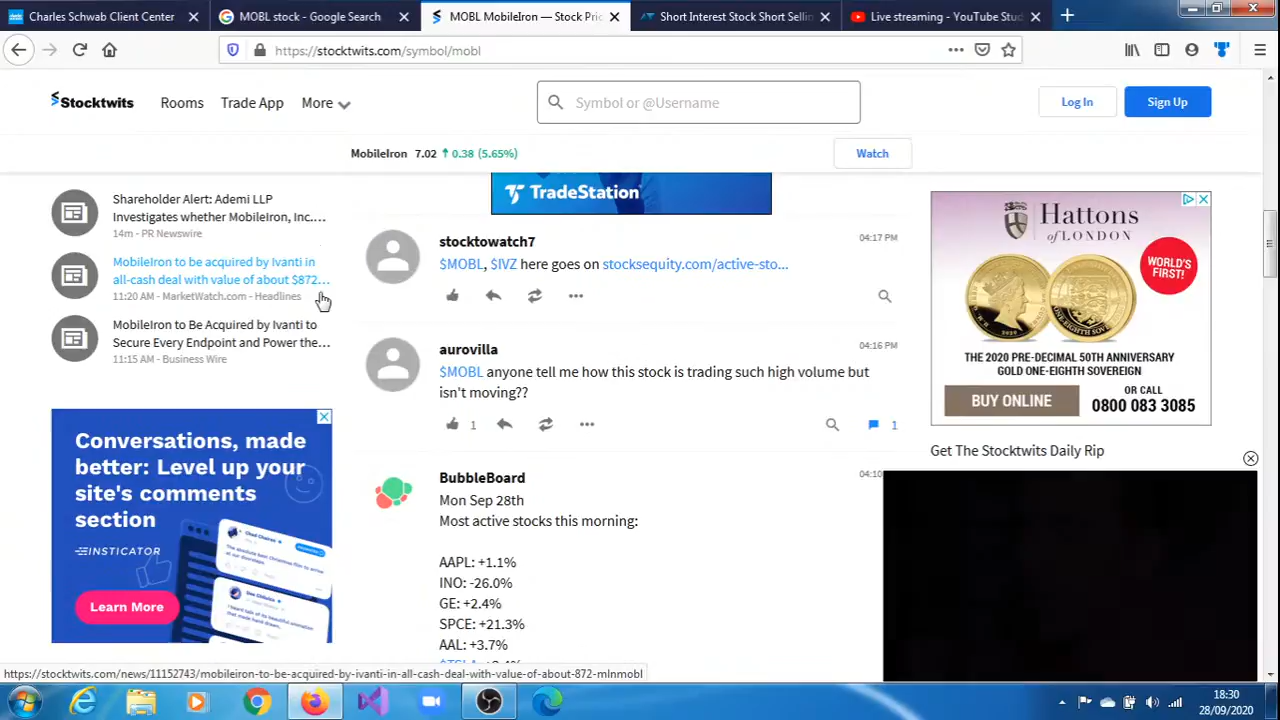 Charles Schwab Client Center
MOBL stock - Google Search
MOBL MobileIron — Stock Pric
Short Interest Stock Short Sellin
Live streaming - YouTube Stud
https://stocktwits.com/symbol/mobl
Stocktwits
Rooms
Trade App
More
Symbol or @Username
Log In
Sign Up
MobileIron 7.02 ↑ 0.38 (5.65%)
Watch
Shareholder Alert: Ademi LLP
Investigates whether MobileIron, Inc....
14m - PR Newswire
MobileIron to be acquired by Ivanti in
all-cash deal with value of about $872...
11:20 AM - MarketWatch.com - Headlines
MobileIron to Be Acquired by Ivanti to
Secure Every Endpoint and Power the...
11:15 AM - Business Wire
Conversations, made
better: Level up your
site's comments
section
INSTICATOR
Learn More
TradeStation
stocktowatch7
04:17 PM
$MOBL, $IVZ here goes on stocksequity.com/active-sto...
aurovilla
04:16 PM
$MOBL anyone tell me how this stock is trading such high volume but
isn't moving??
1
1
BubbleBoard
04:10
Mon Sep 28th
Most active stocks this morning:
AAPL: +1.1%
INO: -26.0%
GE: +2.4%
SPCE: +21.3%
AAL: +3.7%
Hattons
OF LONDON
WORLD'S
FIRST!
THE 2020 PRE-DECIMAL 50TH ANNIVERSARY
GOLD ONE-EIGHTH SOVEREIGN
BUY ONLINE
OR CALL
0800 083 3085
Get The Stocktwits Daily Rip
https://stocktwits.com/news/11152743/mobileiron-to-be-acquired-by-ivanti-in-all-cash-deal-with-value-of-about-872-mlnmobl
18:30
28/09/2020